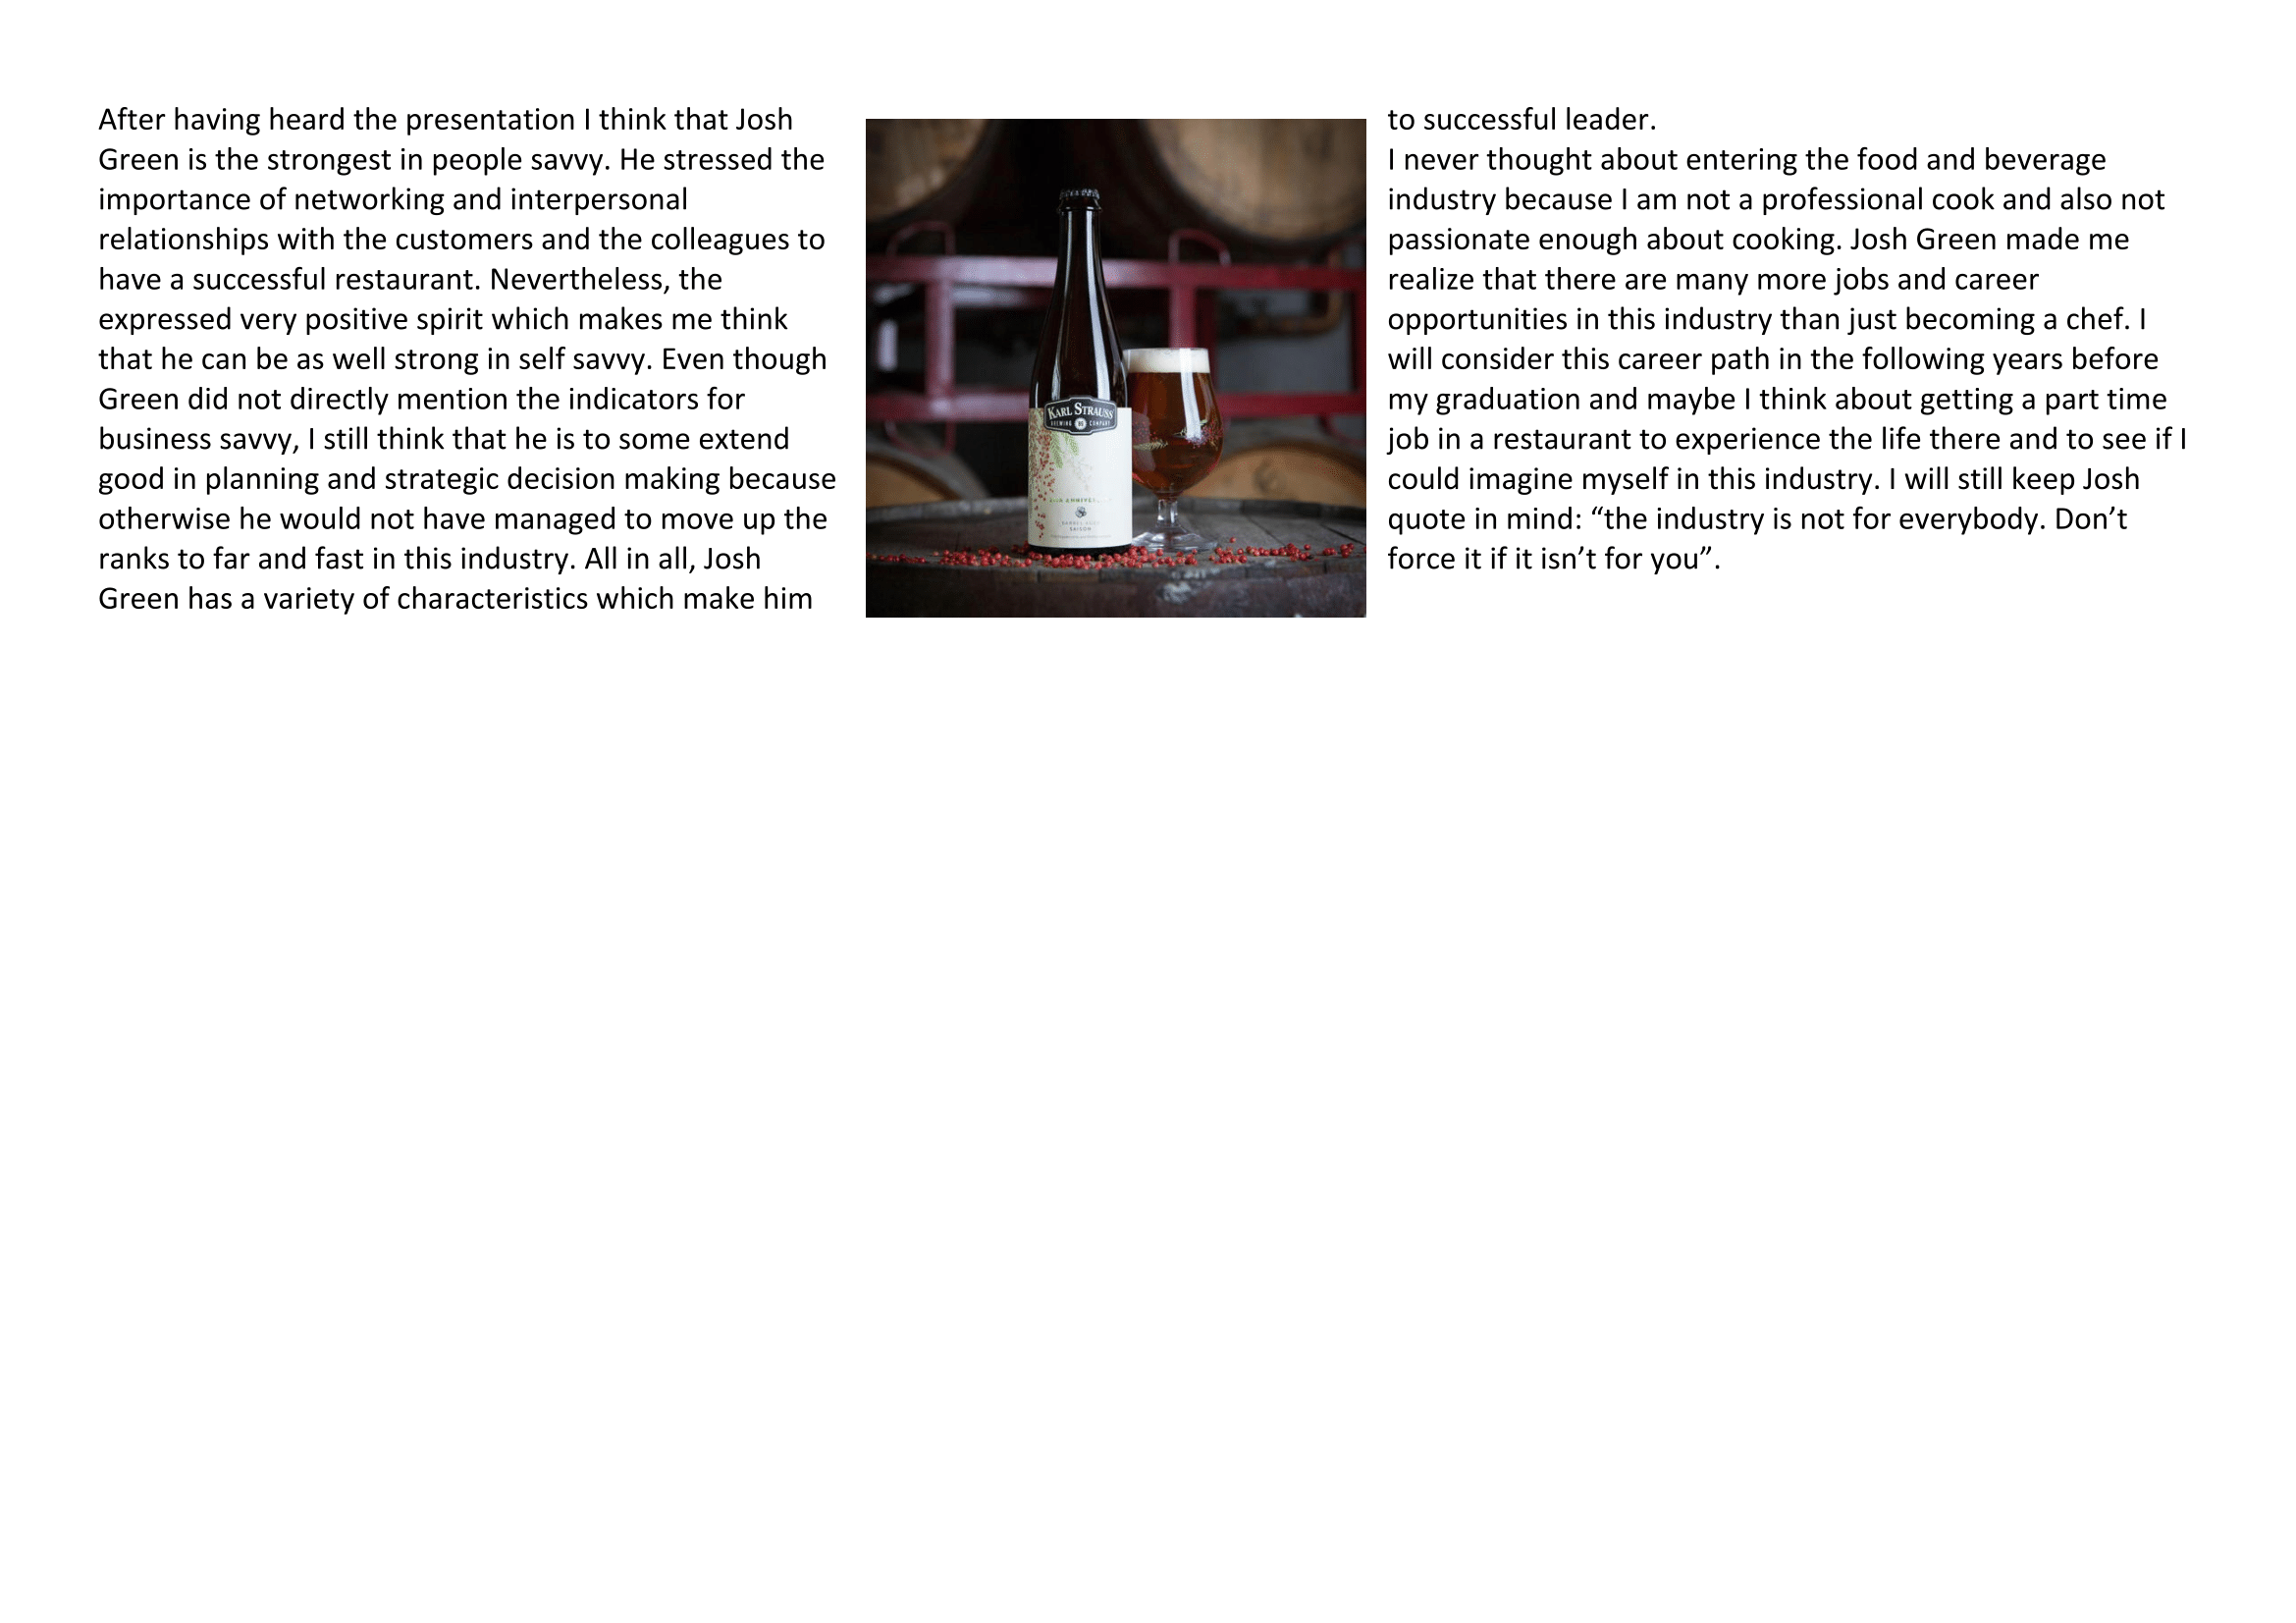 After having heard the presentation I think that Josh
Green is the strongest in people savvy. He stressed the
importance of networking and interpersonal
relationships with the customers and the colleagues to
have a successful restaurant. Nevertheless, the
expressed very positive spirit which makes me think
that he can be as well strong in self savvy. Even though
Green did not directly mention the indicators for
business savvy, I still think that he is to some extend
good in planning and strategic decision making because
otherwise he would not have managed to move up the
ranks to far and fast in this industry. All in all, Josh
Green has a variety of characteristics which make him
KARL STRAUSS
BREWING COMPANY
BARREL AGED
SAISON
to successful leader.
I never thought about entering the food and beverage
industry because I am not a professional cook and also not
passionate enough about cooking. Josh Green made me
realize that there are many more jobs and career
opportunities in this industry than just becoming a chef. I
will consider this career path in the following years before
my graduation and maybe I think about getting a part time
job in a restaurant to experience the life there and to see if I
could imagine myself in this industry. I will still keep Josh
quote in mind: “the industry is not for everybody. Don’t
force it if it isn’t for you”.